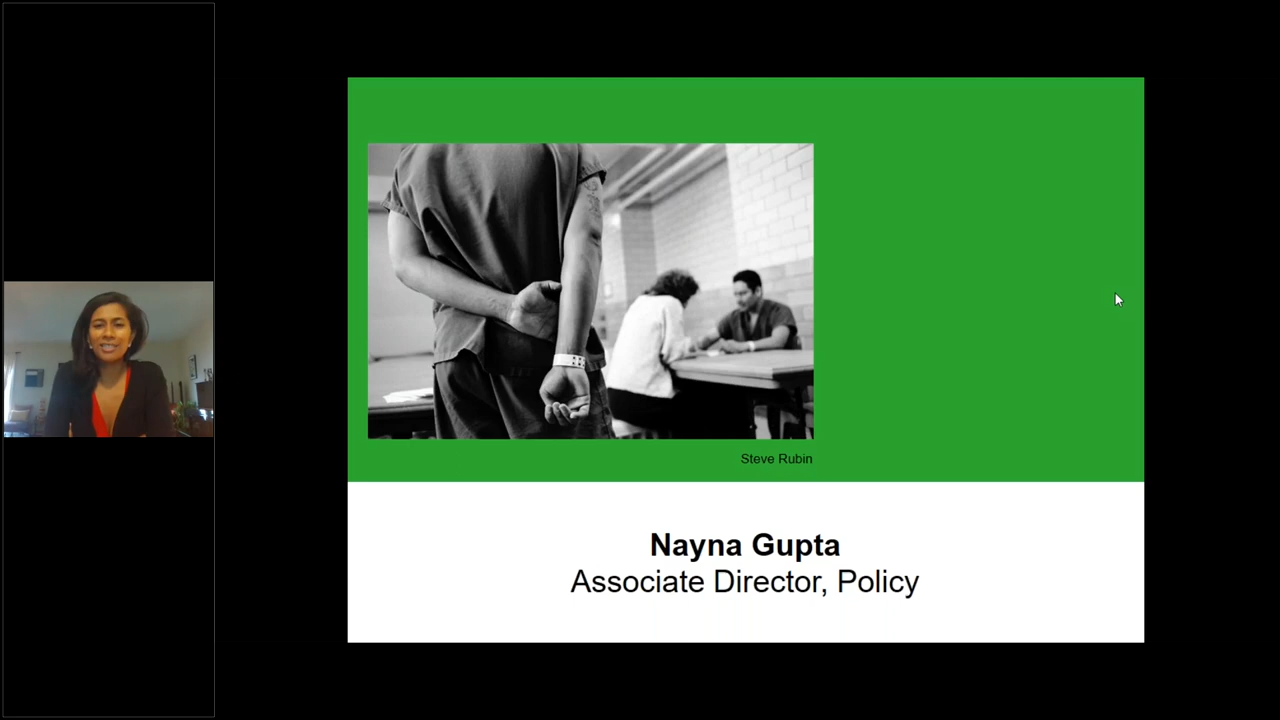 Steve Rubin
Nayna Gupta
Associate Director, Policy